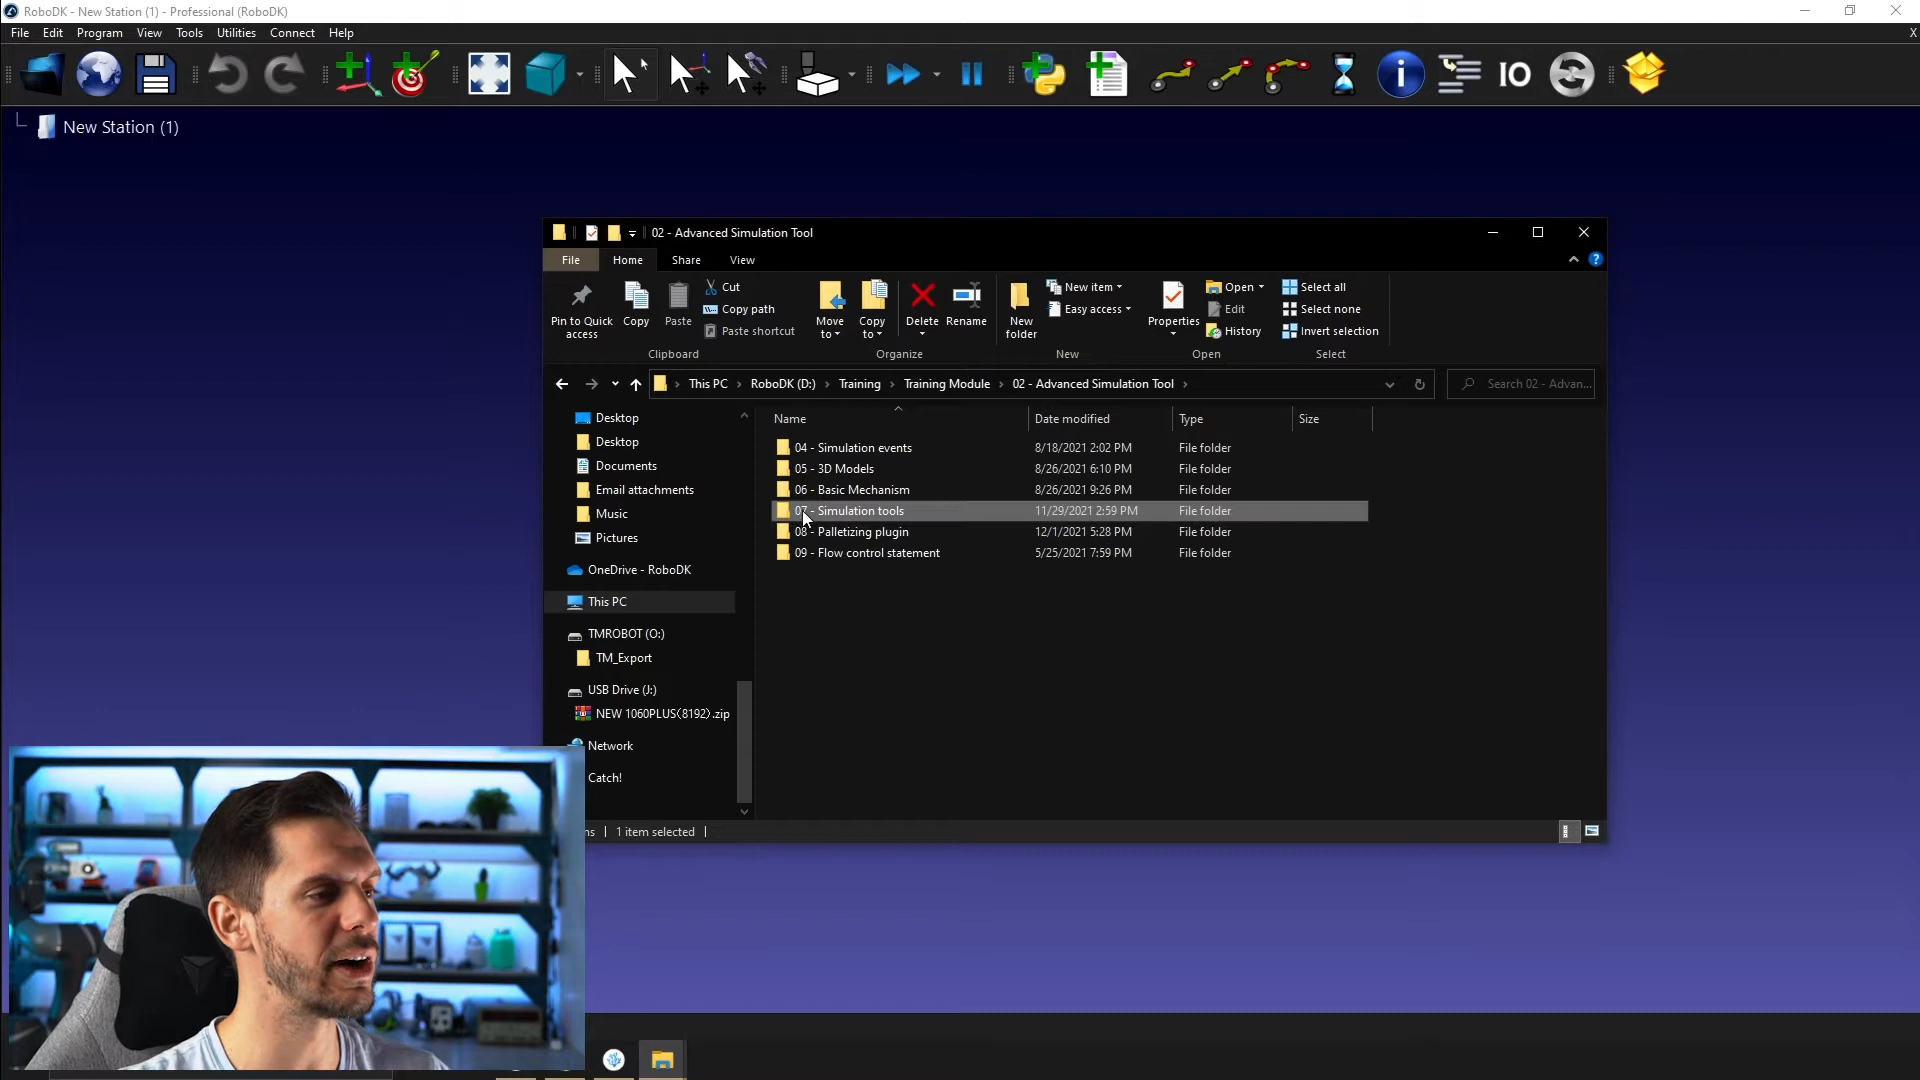 RoboDK - New Station (1) - Professional (RoboDK)
File Edit Program View Tools Utilities Connect Help X
IO
New Station (1)
02 - Advanced Simulation Tool
File Home Share View
Pin to Quick access
Copy
Paste
Cut
Copy path
Paste shortcut
Clipboard
Move to
Copy to
Delete
Rename
Organize
New folder
New item
Easy access
New
Properties
Open
Edit
History
Open
Select all
Select none
Invert selection
Select
This PC > RoboDK (D:) > Training > Training Module > 02 - Advanced Simulation Tool >
Search 02 - Advan...
Desktop
Desktop
Documents
Email attachments
Music
Pictures
OneDrive - RoboDK
This PC
TMROBOT (O:)
TM_Export
USB Drive (J:)
NEW 1060PLUS(8192).zip
Network
Catch!
Name Date modified Type Size
04 - Simulation events 8/18/2021 2:02 PM File folder
05 - 3D Models 8/26/2021 6:10 PM File folder
06 - Basic Mechanism 8/26/2021 9:26 PM File folder
07 - Simulation tools 11/29/2021 2:59 PM File folder
08 - Palletizing plugin 12/1/2021 5:28 PM File folder
09 - Flow control statement 5/25/2021 7:59 PM File folder
1 item selected